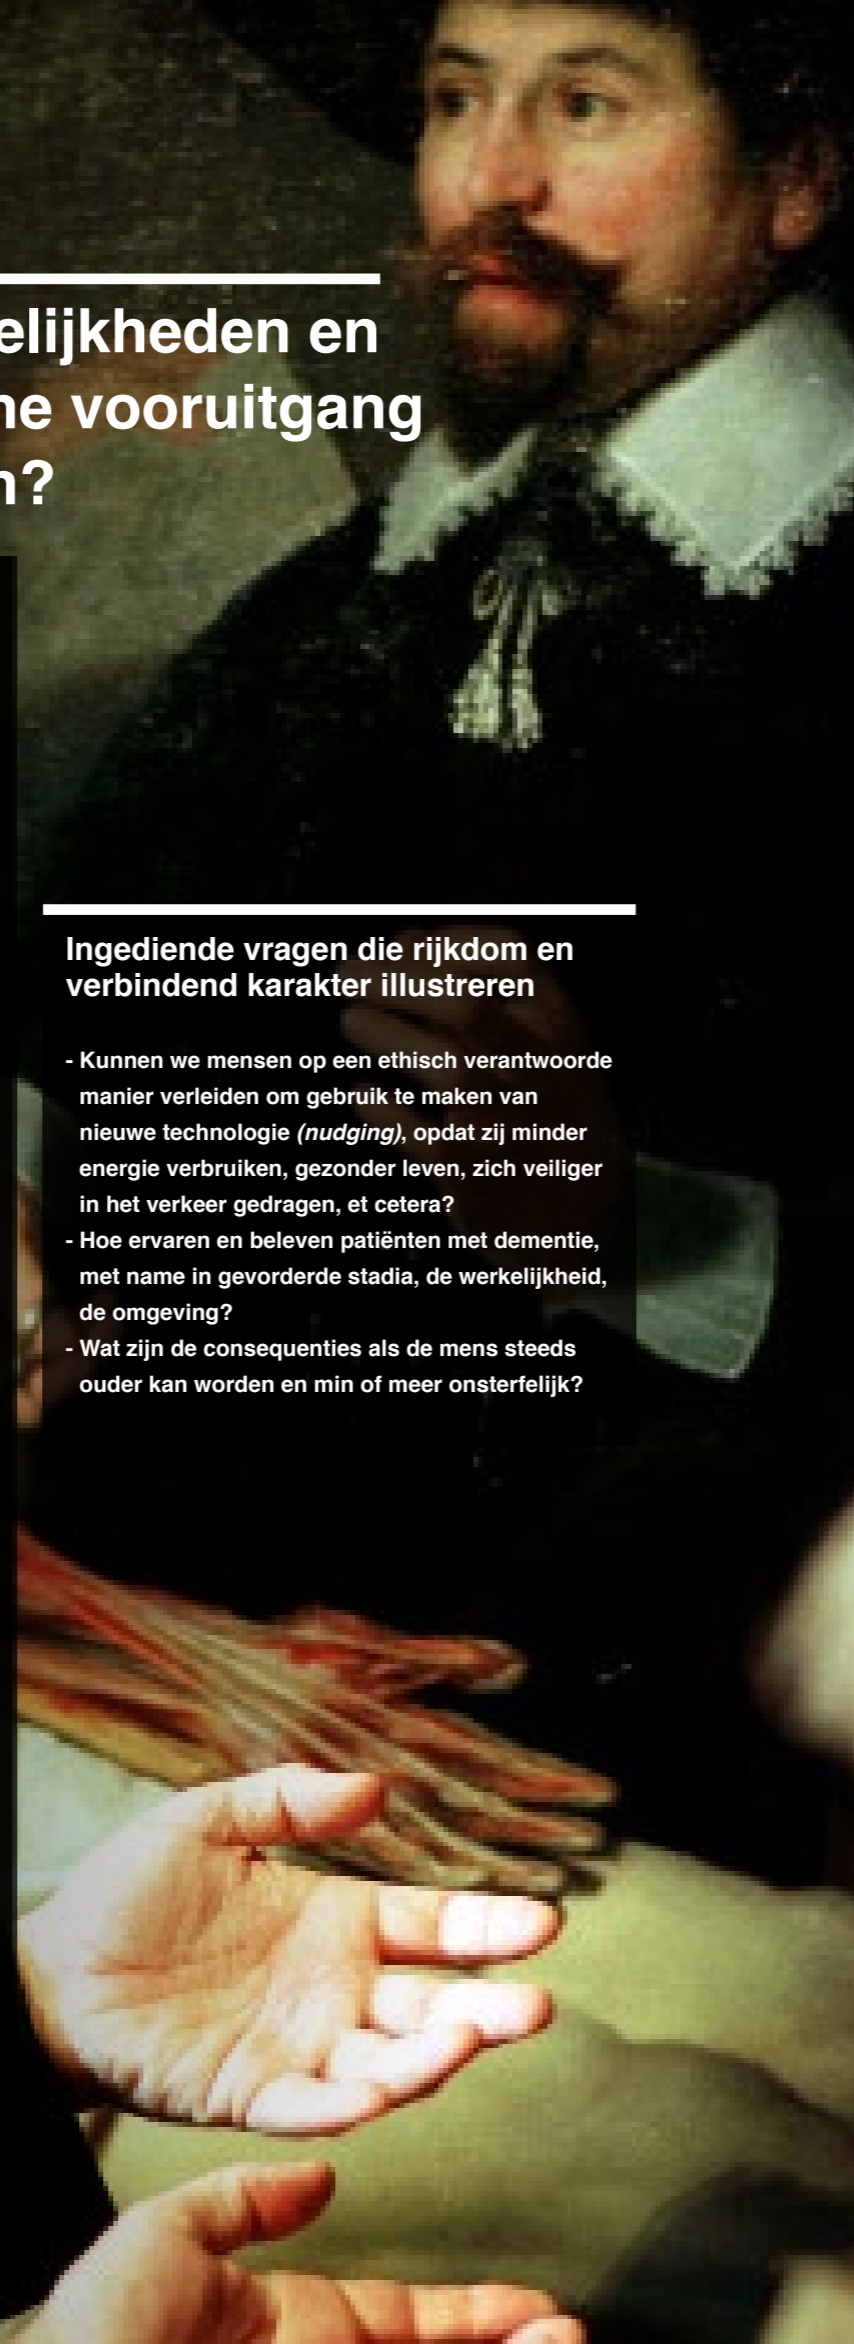 elijkheden en
ne vooruitgang
n?
Ingediende vragen die rijkdom en
verbindend karakter illustreren
- Kunnen we mensen op een ethisch verantwoorde
manier verleiden om gebruik te maken van
nieuwe technologie (nudging), opdat zij minder
energie verbruiken, gezonder leven, zich veiliger
in het verkeer gedragen, et cetera?
- Hoe ervaren en beleven patiënten met dementie,
met name in gevorderde stadia, de werkelijkheid,
de omgeving?
- Wat zijn de consequenties als de mens steeds
ouder kan worden en min of meer onsterfelijk?